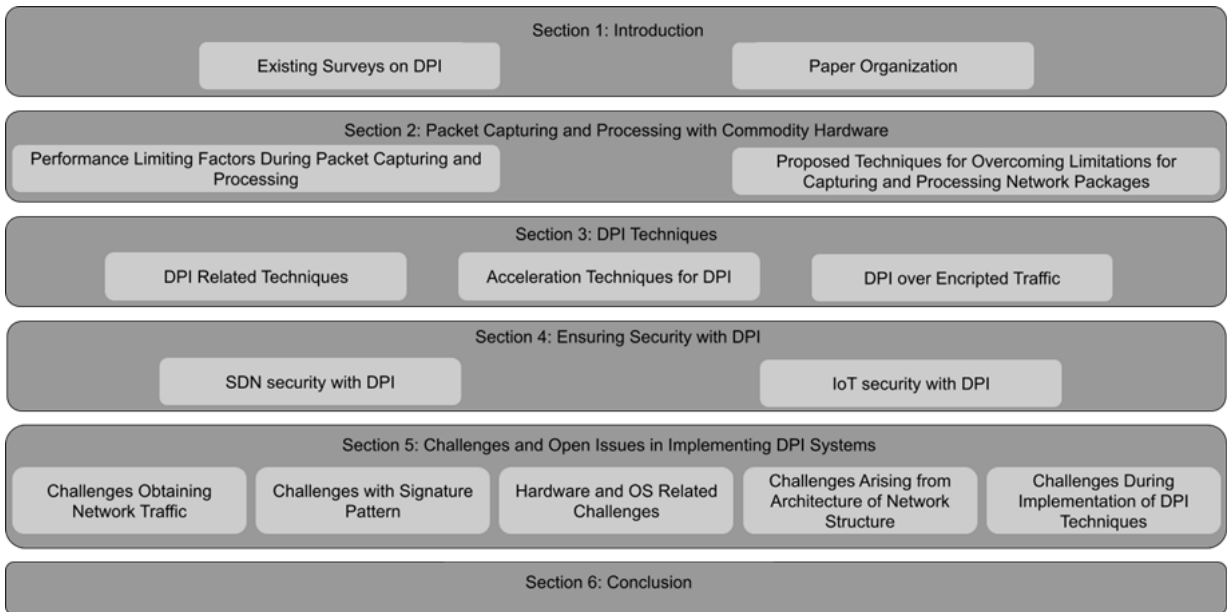 Section 1: Introduction
Existing Surveys on DPI
Paper Organization
Section 2: Packet Capturing and Processing with Commodity Hardware
Performance Limiting Factors During Packet Capturing and
Processing
Proposed Techniques for Overcoming Limitations for
Capturing and Processing Network Packages
Section 3: DPI Techniques
DPI Related Techniques
Acceleration Techniques for DPI
DPI over Encripted Traffic
Section 4: Ensuring Security with DPI
SDN security with DPI
IoT security with DPI
Section 5: Challenges and Open Issues in Implementing DPI Systems
Challenges Obtaining
Network Traffic
Challenges with Signature
Pattern
Hardware and OS Related
Challenges
Challenges Arising from
Architecture of Network
Structure
Challenges During
Implementation of DPI
Techniques
Section 6: Conclusion